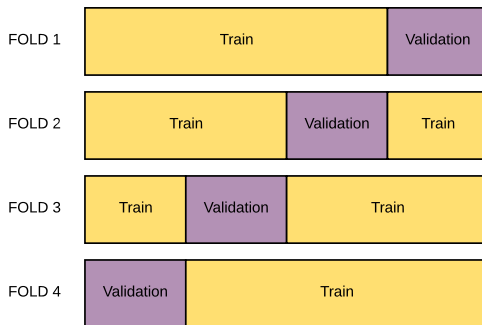 FOLD 1 Train Validation
FOLD 2 Train Validation Train
FOLD 3 Train Validation Train
FOLD 4 Validation Train